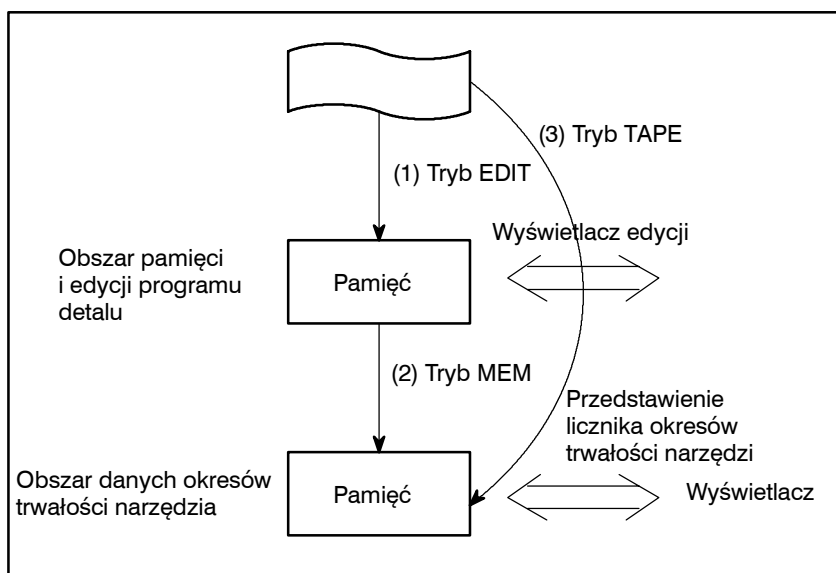 (3) Tryb TAPE
(1) Tryb EDIT
Wyświetlacz edycji
Obszar pamięci
i edycji programu
detalu
Pamięć
(2) Tryb MEM
Przedstawienie
licznika okresów
trwałości narzędzi
Obszar danych okresów
trwałości narzędzia
Pamięć
Wyświetlacz